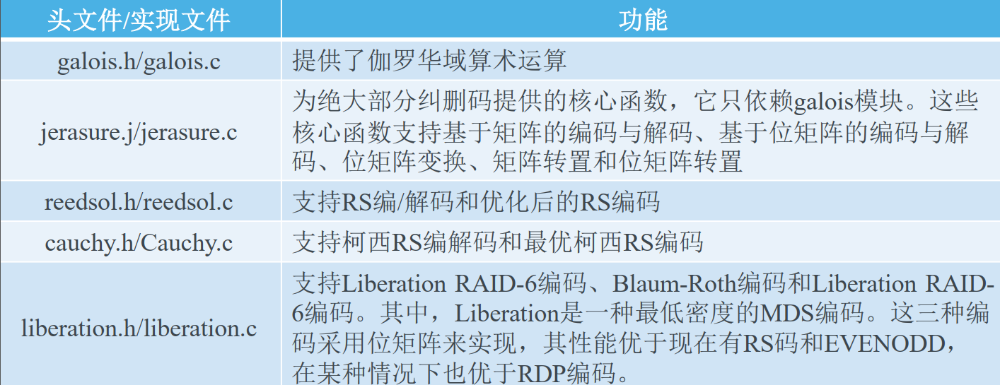 头文件/实现文件
功能
galois.h/galois.c
提供了伽罗华域算术运算
jerasure.j/jerasure.c
为绝大部分纠删码提供的核心函数，它只依赖galois模块。这些
核心函数支持基于矩阵的编码与解码、基于位矩阵的编码与解
码、位矩阵变换、矩阵转置和位矩阵转置
reedsol.h/reedsol.c
支持RS编/解码和优化后的RS编码
cauchy.h/Cauchy.c
支持柯西RS编解码和最优柯西RS编码
liberation.h/liberation.c
支持Liberation RAID-6编码、Blaum-Roth编码和Liberation RAID-
6编码。其中，Liberation是一种最低密度的MDS编码。这三种编
码采用位矩阵来实现，其性能优于现在有RS码和EVENODD，
在某种情况下也优于RDP编码。